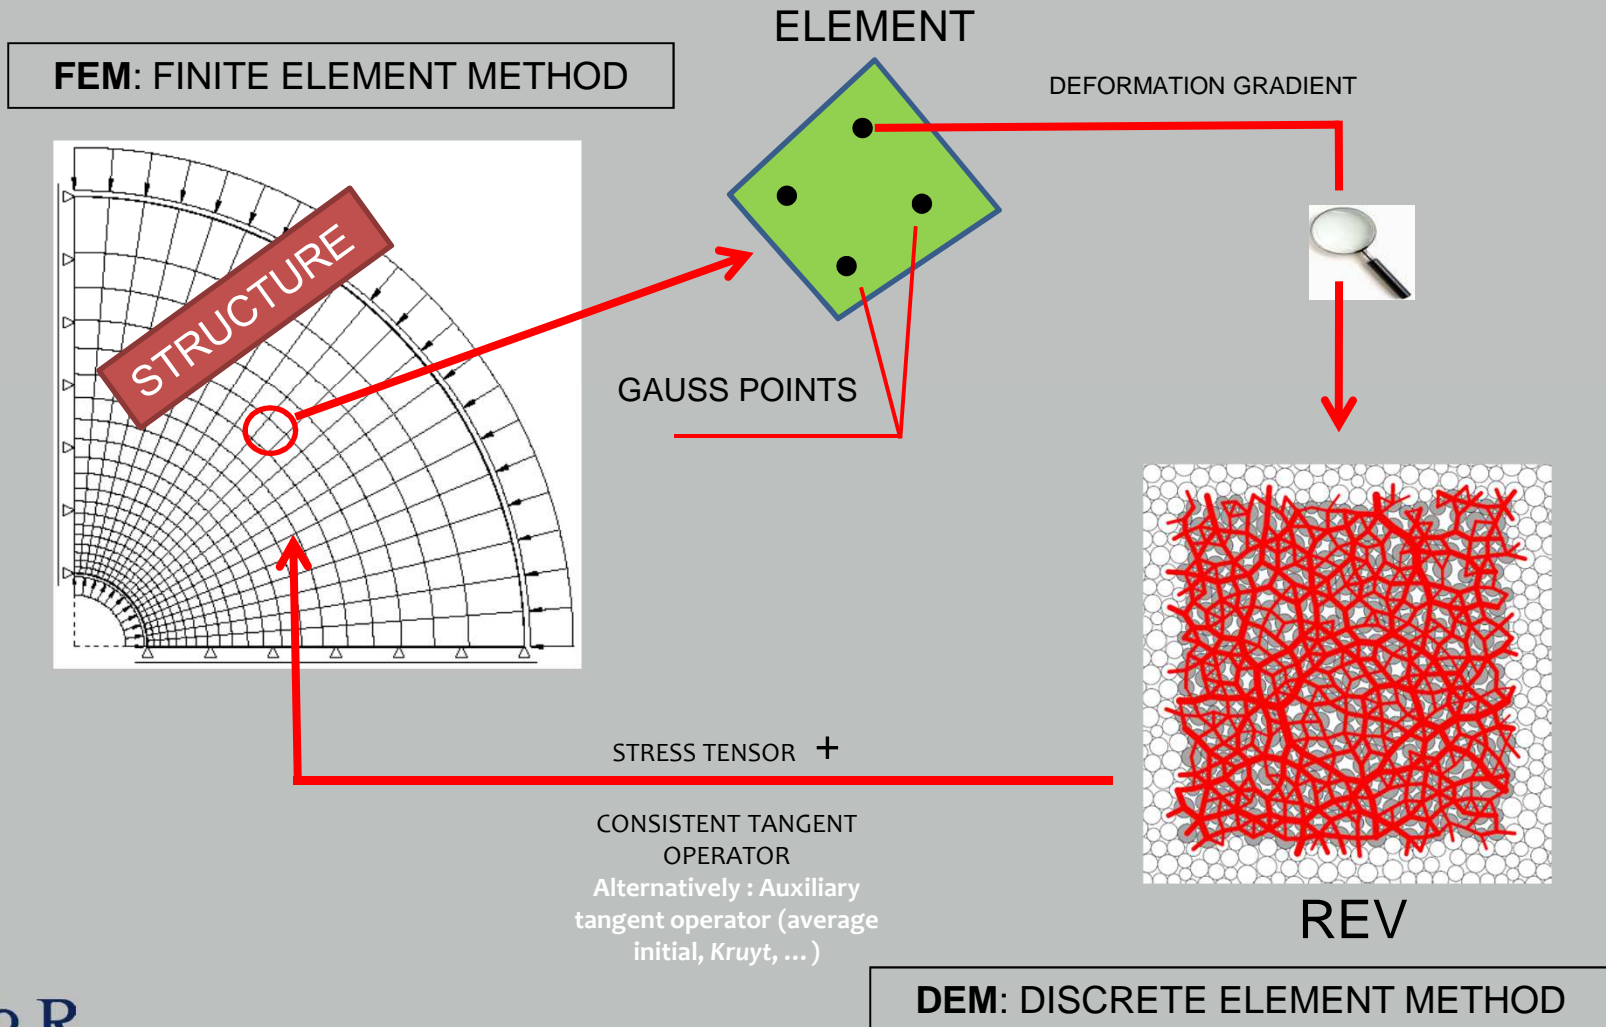 ELEMENT
FEM: FINITE ELEMENT METHOD
DEFORMATION GRADIENT
STRUCTURE
GAUSS POINTS
STRESS TENSOR +
CONSISTENT TANGENT
OPERATOR
Alternatively : Auxiliary
tangent operator (average
initial, Kruyt, ... )
REV
DEM: DISCRETE ELEMENT METHOD